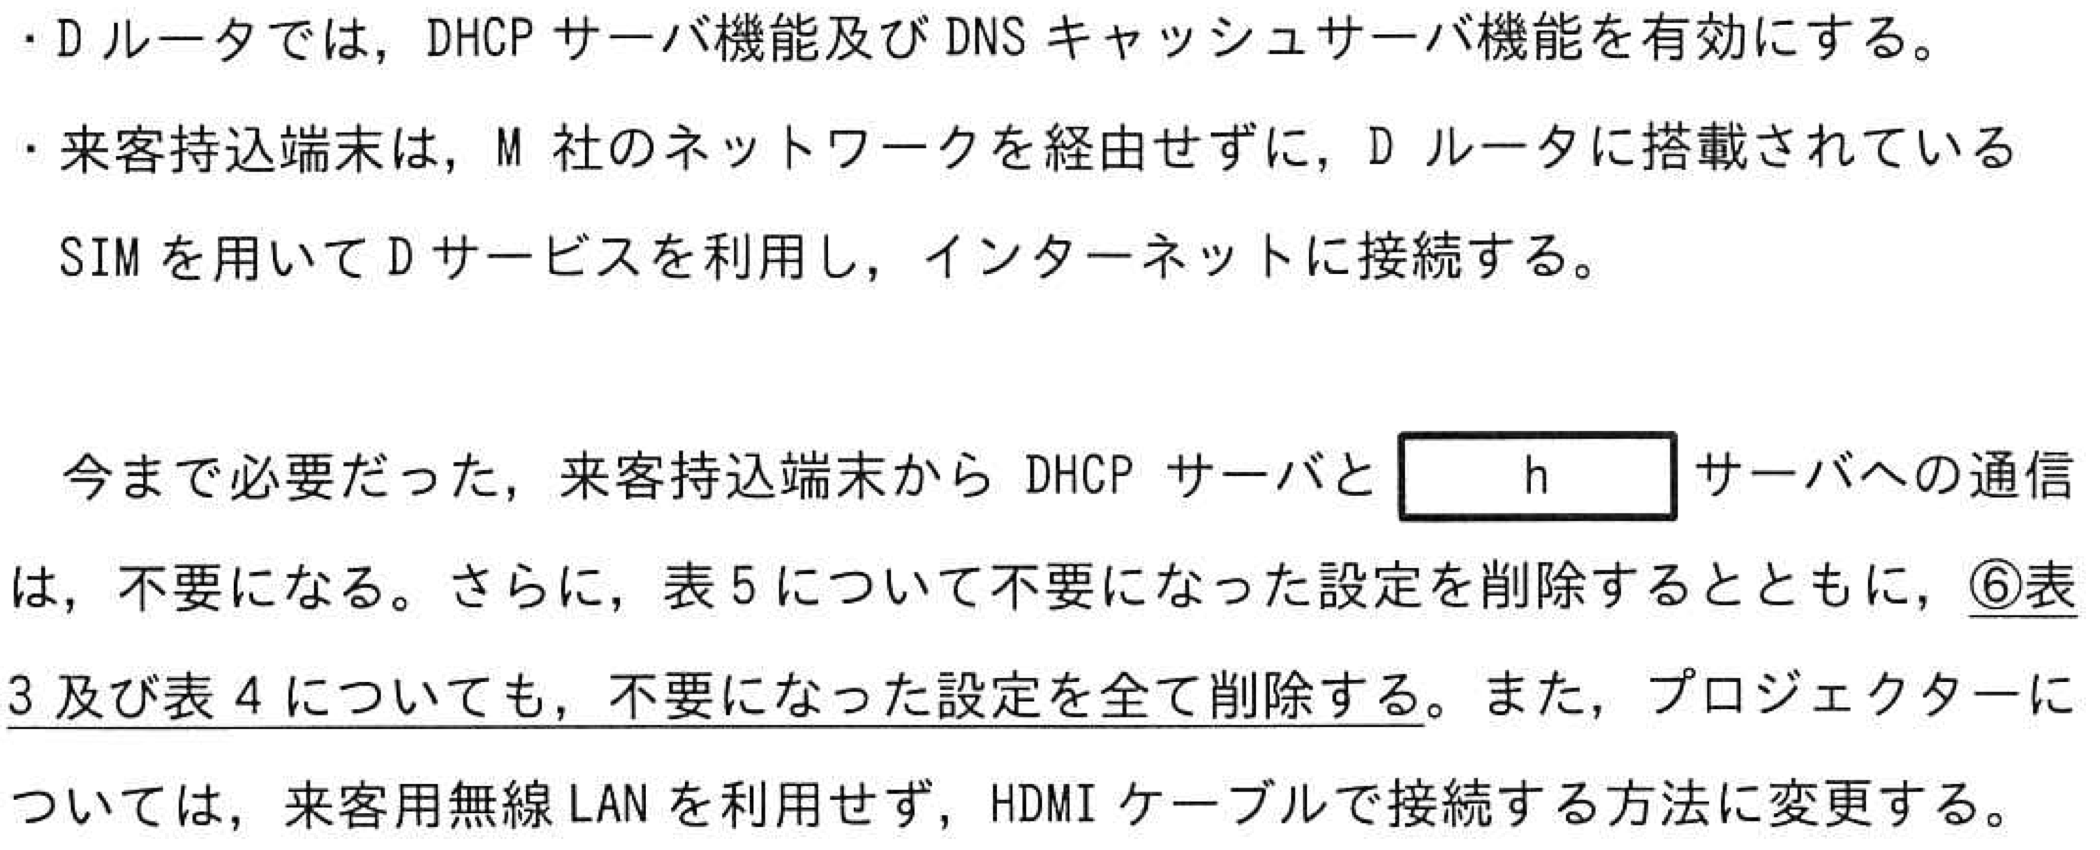 ・D ルータでは，DHCP サーバ機能及び DNS キャッシュサーバ機能を有効にする。
・来客持込端末は，M 社のネットワークを経由せずに，D ルータに搭載されている
SIM を用いて D サービスを利用し，インターネットに接続する。
今まで必要だった，来客持込端末から DHCP サーバと h サーバへの通信
は，不要になる。さらに，表 5 について不要になった設定を削除するとともに，⑥表
3 及び表 4 についても，不要になった設定を全て削除する。また，プロジェクターに
ついては，来客用無線 LAN を利用せず，HDMI ケーブルで接続する方法に変更する。